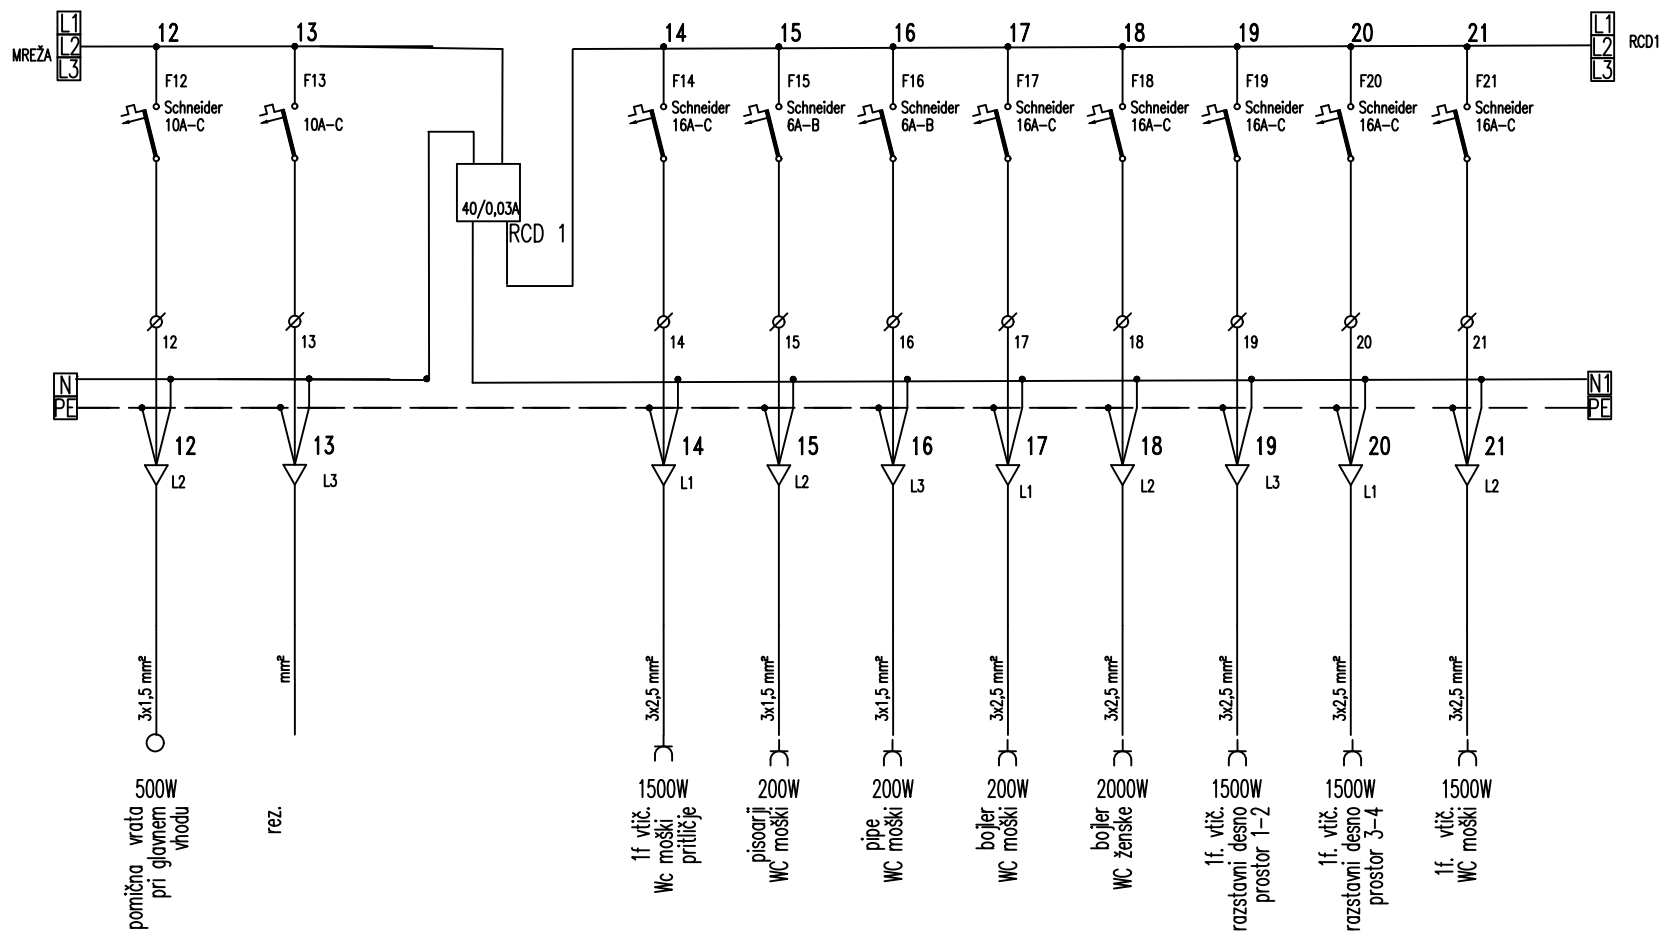 L1
L2
L3
MREŽA
12
13
14
15
16
17
18
19
20
21
L1
L2
L3
RCD1
F12
Schneider
10A-C
F13
10A-C
F14
Schneider
16A-C
F15
Schneider
6A-B
F16
Schneider
6A-B
F17
Schneider
16A-C
F18
Schneider
16A-C
F19
Schneider
16A-C
F20
Schneider
16A-C
F21
Schneider
16A-C
40/0,03A
RCD 1
12
13
14
15
16
17
18
19
20
21
N
PE
N1
PE
12
13
14
15
16
17
18
19
20
21
L2
L3
L1
L2
L3
L1
L2
L3
L1
L2
3x1,5 mm²
mm²
3x2,5 mm²
3x1,5 mm²
3x1,5 mm²
3x2,5 mm²
3x2,5 mm²
3x2,5 mm²
3x2,5 mm²
3x2,5 mm²
500W
pomična vrata
pri glavnem
vhodu
rez.
1500W
1f vtič.
Wc moški
pritličje
200W
pisoarji
WC moški
200W
pipe
WC moški
200W
bojler
WC moški
2000W
bojler
WC ženske
1500W
1f. vtič.
razstavni desno
prostor 1-2
1500W
1f. vtič.
razstavni desno
prostor 3-4
1500W
1f. vtič.
WC moški